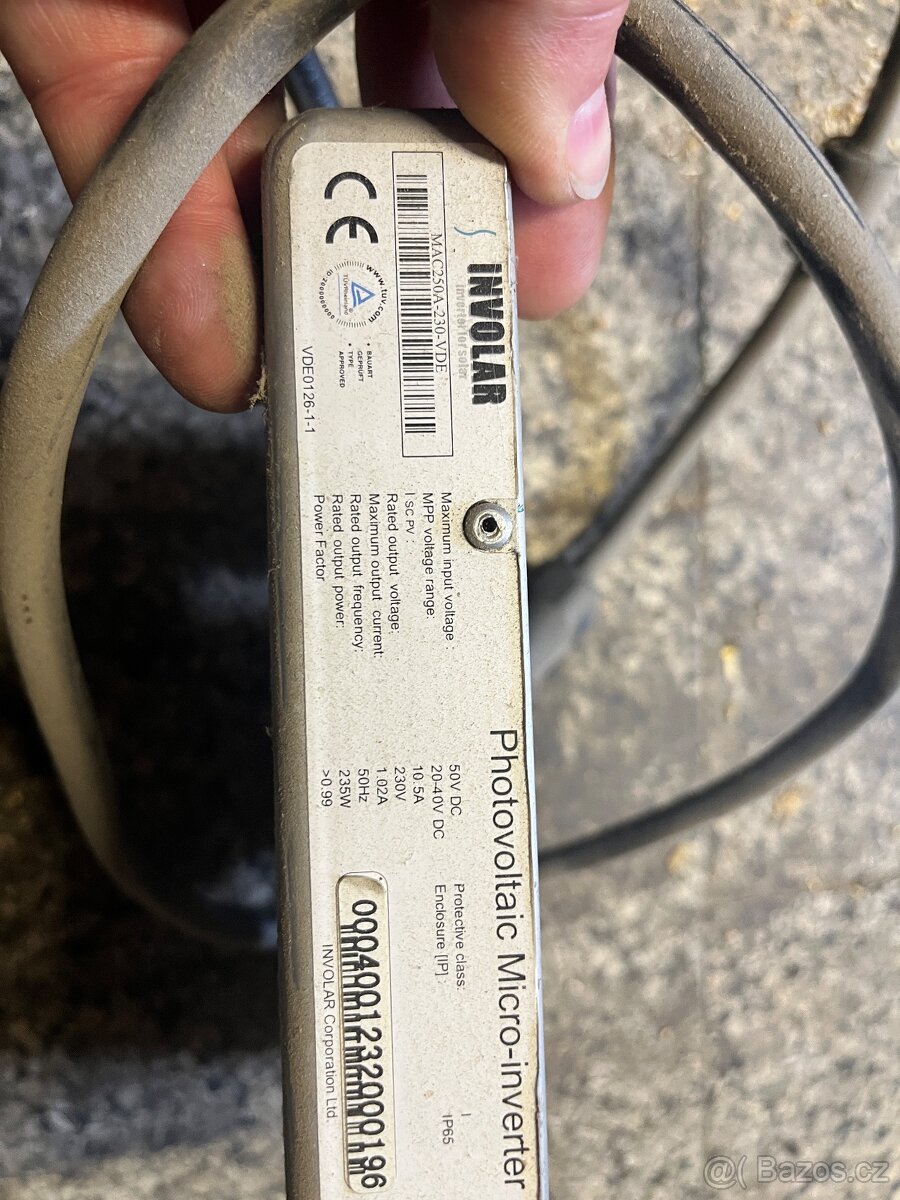 INVOLAR
inverter for solar
MAC250A-230-VDE
CE
www.tuv.com
TÜVRheinland
• BAUART
GEPRÜFT
• TYPE
APPROVED
VDE0126-1-1
Photovoltaic Micro-inverter
Maximum input voltage : 50V DC
MPP voltage range: 20-40V DC
I SC PV : 10.5A
Rated output voltage: 230V
Maximum output current: 1.02A
Rated output frequency: 50Hz
Rated output power: 235W
Power Factor >0.99
Protective class: I
Enclosure [IP]: IP65
INVOLAR Corporation Ltd.
Bazos.cz